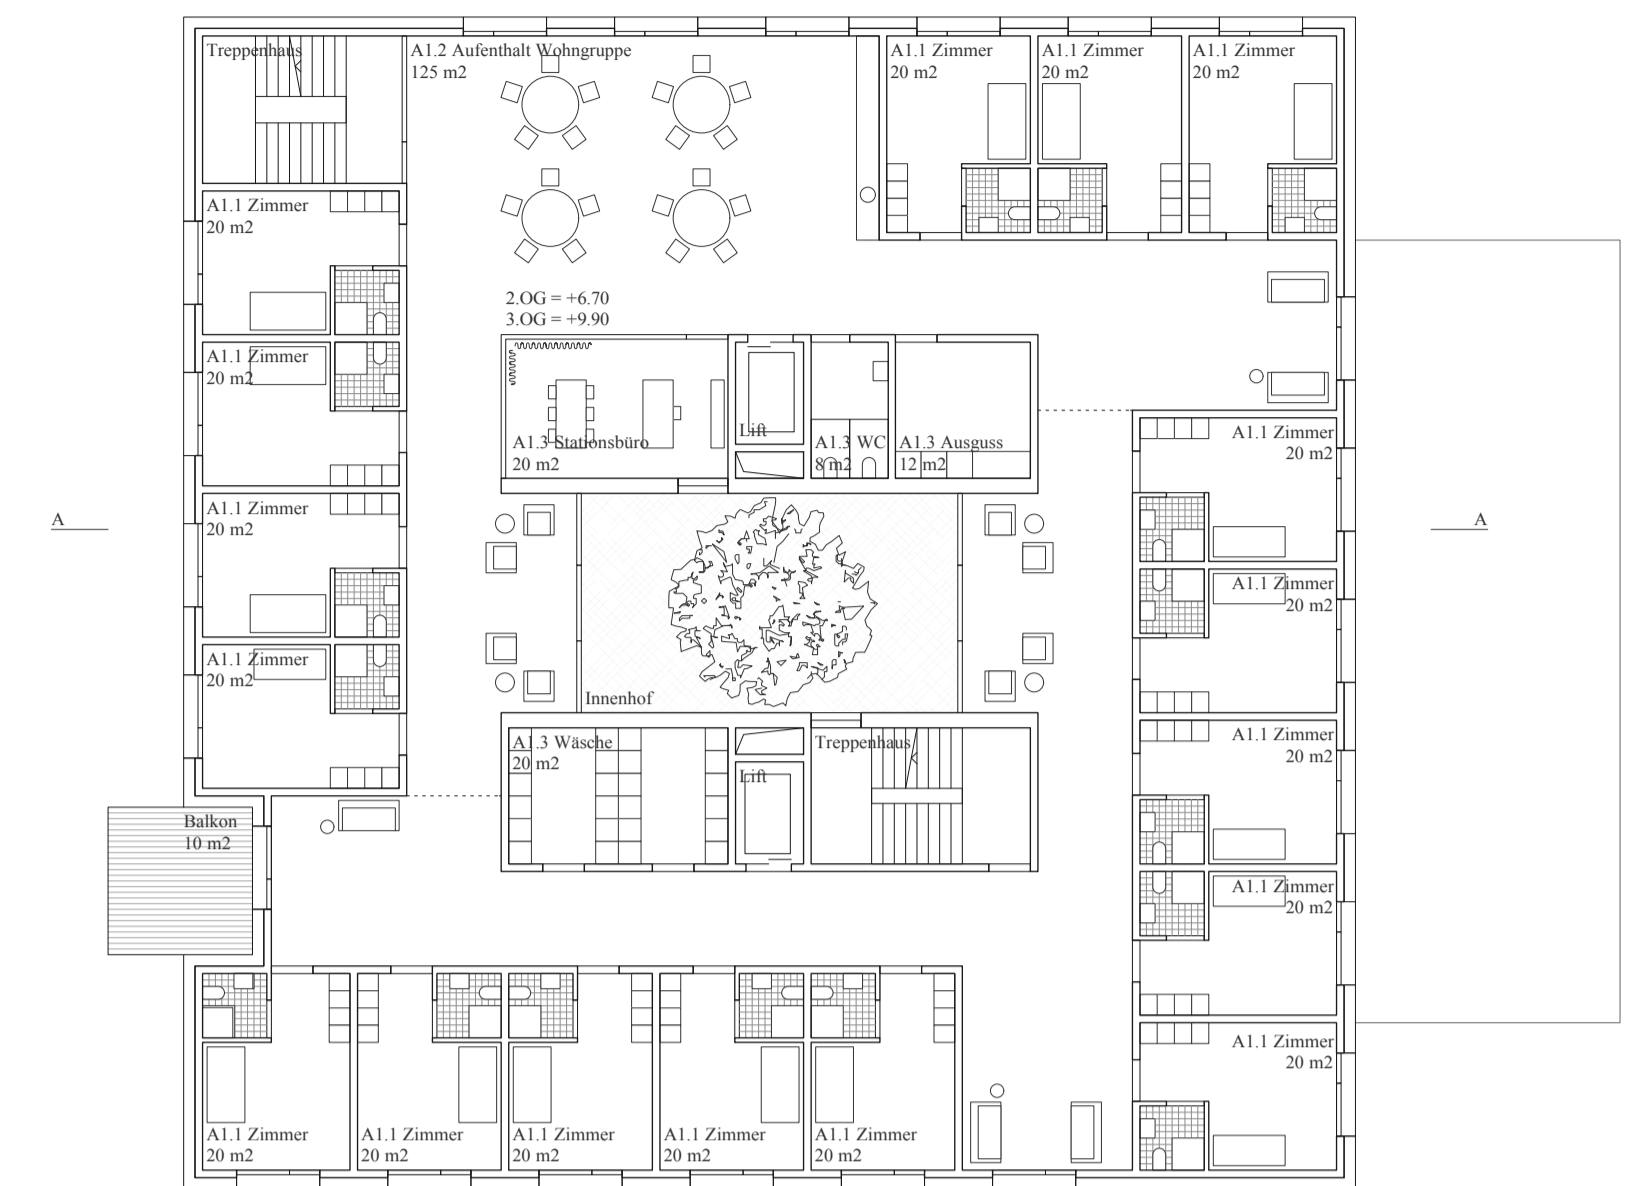 Treppenhaus
A1.2 Aufenthalt Wohngruppe
125 m2
A1.1 Zimmer
20 m2
A1.1 Zimmer
20 m2
A1.1 Zimmer
20 m2
A1.1 Zimmer
20 m2
2.OG = +6.70
3.OG = +9.90
A1.1 Zimmer
20 m2
A1.3 Stationsbüro
20 m2
Lift
A1.3 WC
8 m2
A1.3 Ausguss
12 m2
A1.1 Zimmer
20 m2
A1.1 Zimmer
20 m2
A
A
A1.1 Zimmer
20 m2
A1.1 Zimmer
20 m2
Innenhof
A1.3 Wäsche
20 m2
Lift
Treppenhaus
A1.1 Zimmer
20 m2
Balkon
10 m2
A1.1 Zimmer
20 m2
A1.1 Zimmer
20 m2
A1.1 Zimmer
20 m2
A1.1 Zimmer
20 m2
A1.1 Zimmer
20 m2
A1.1 Zimmer
20 m2
A1.1 Zimmer
20 m2